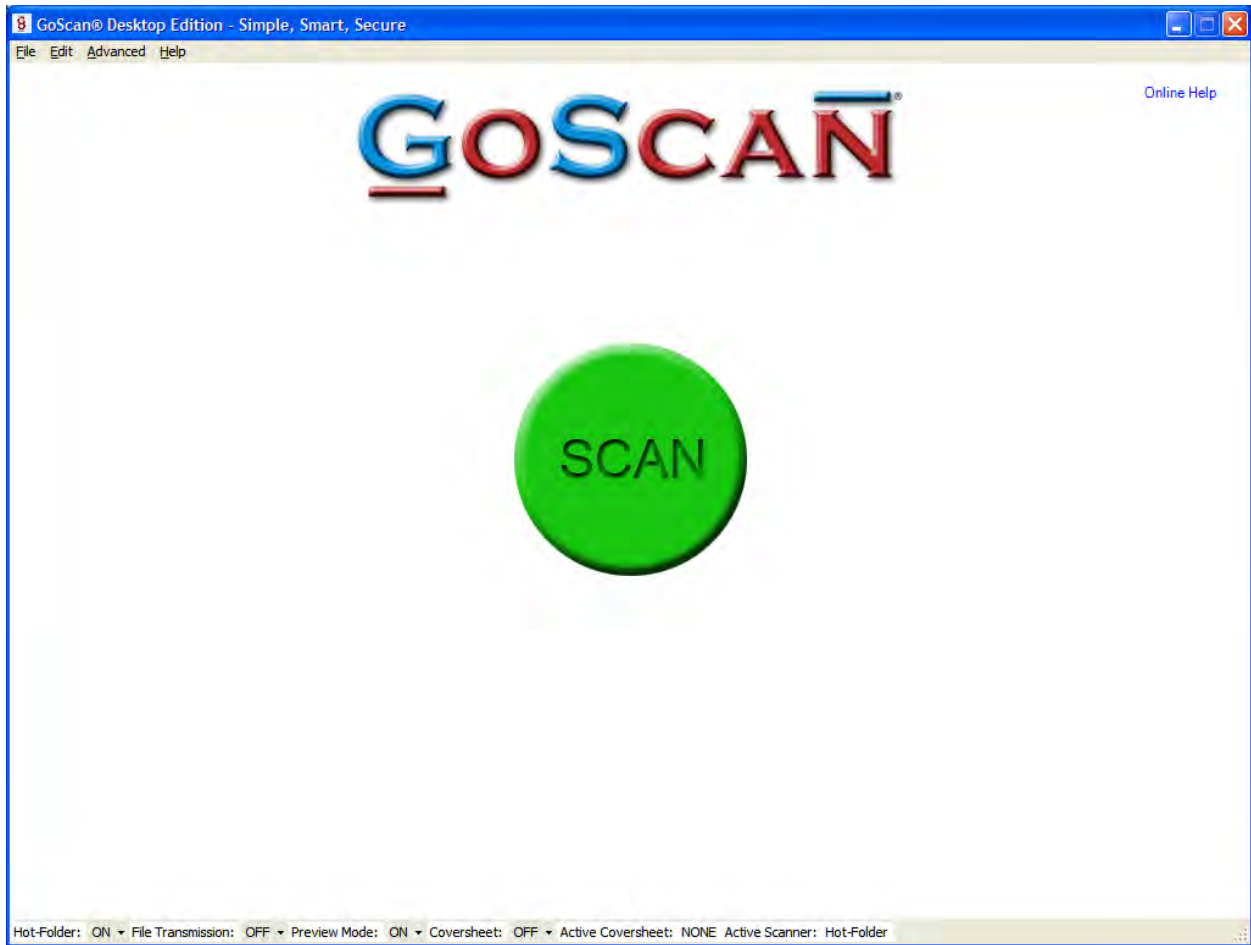 GoScan® Desktop Edition - Simple, Smart, Secure
File Edit Advanced Help
Online Help
GOSCAN®
SCAN
Hot-Folder: ON File Transmission: OFF Preview Mode: ON Coversheet: OFF Active Coversheet: NONE Active Scanner: Hot-Folder